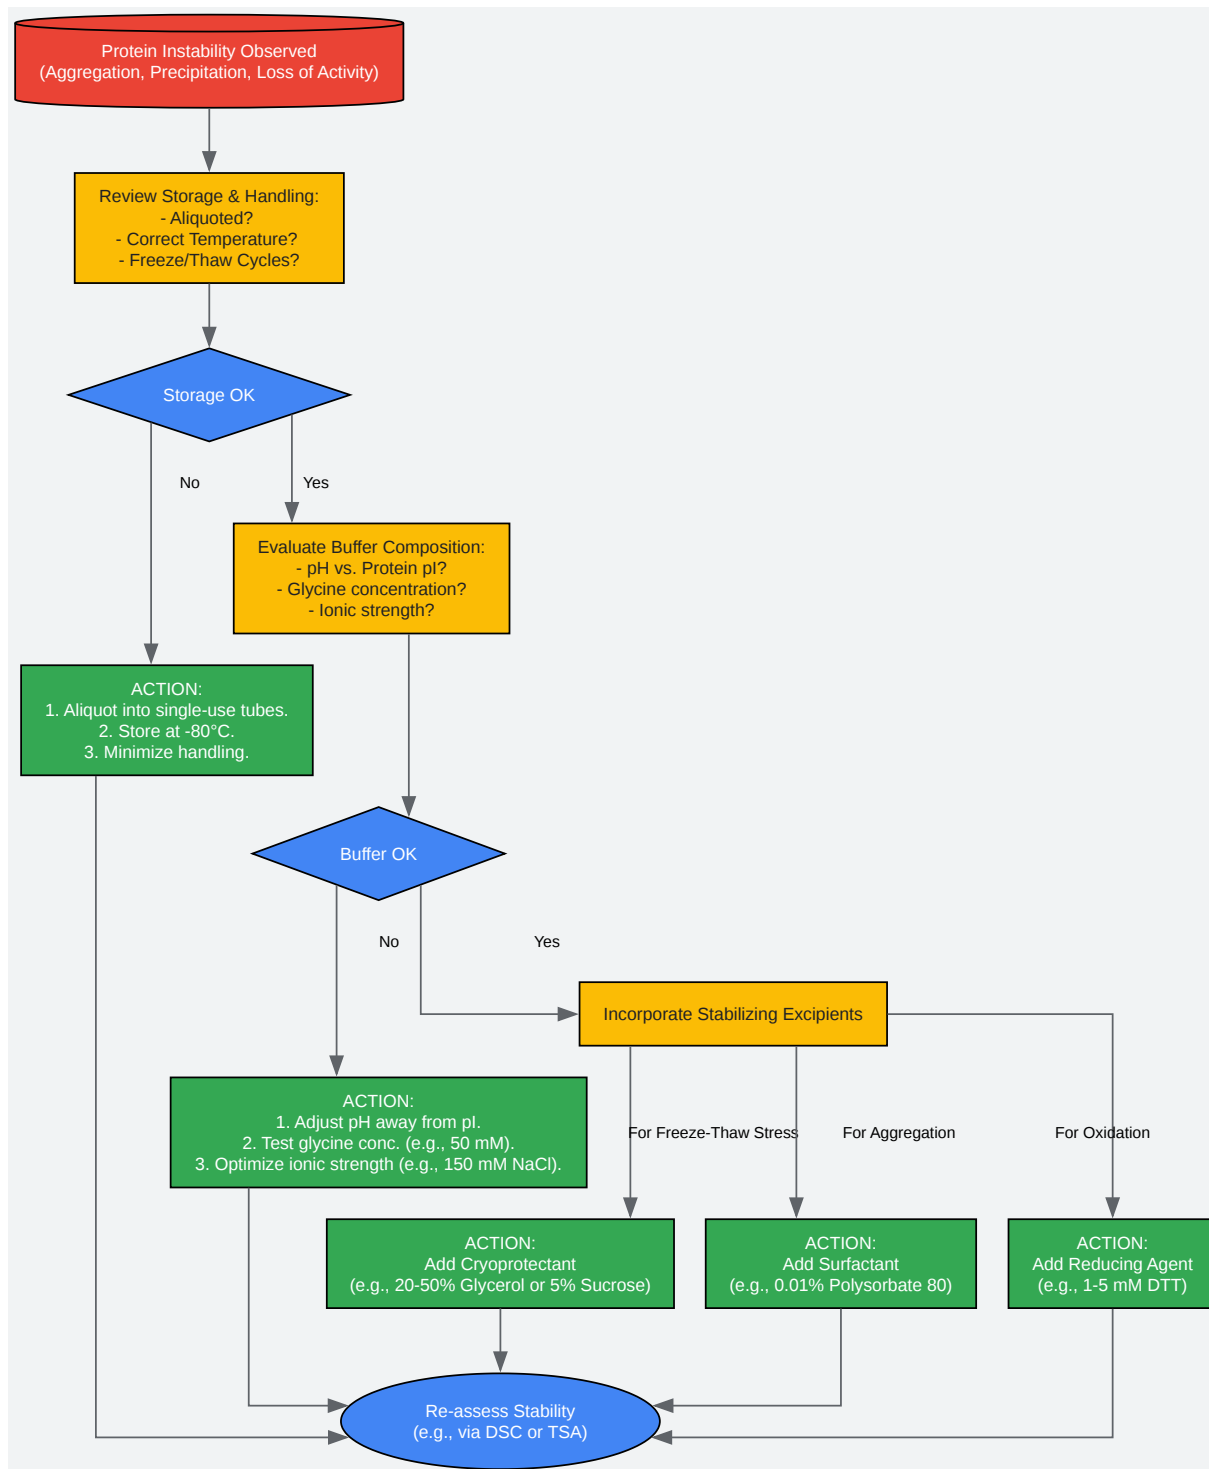 Protein Instability Observed
(Aggregation, Precipitation, Loss of Activity)
Review Storage & Handling:
- Aliquoted?
- Correct Temperature?
- Freeze/Thaw Cycles?
Storage OK
No
Yes
Evaluate Buffer Composition:
- pH vs. Protein pI?
- Glycine concentration?
- Ionic strength?
ACTION:
1. Aliquot into single-use tubes.
2. Store at -80°C.
3. Minimize handling.
Buffer OK
No
Yes
Incorporate Stabilizing Excipients
ACTION:
1. Adjust pH away from pI.
2. Test glycine conc. (e.g., 50 mM).
3. Optimize ionic strength (e.g., 150 mM NaCl).
For Freeze-Thaw Stress
For Aggregation
For Oxidation
ACTION:
Add Cryoprotectant
(e.g., 20-50% Glycerol or 5% Sucrose)
ACTION:
Add Surfactant
(e.g., 0.01% Polysorbate 80)
ACTION:
Add Reducing Agent
(e.g., 1-5 mM DTT)
Re-assess Stability
(e.g., via DSC or TSA)